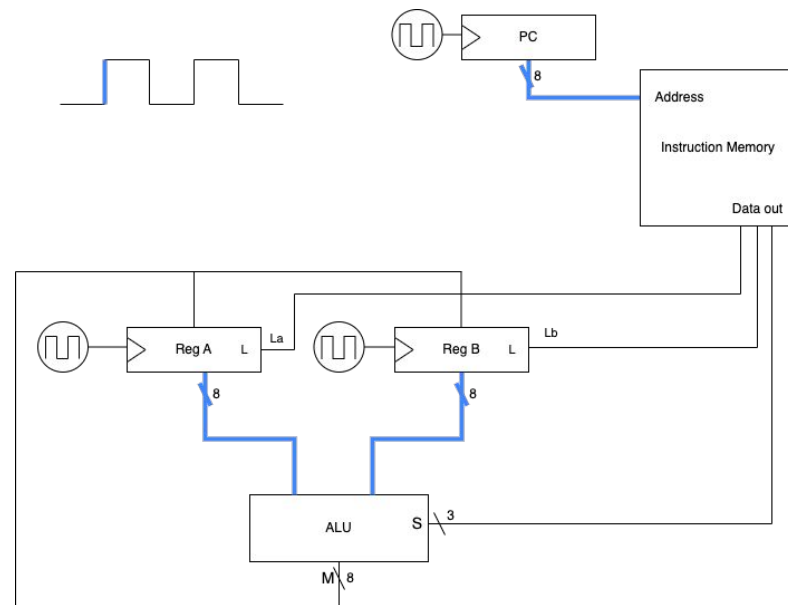 PC
8
Address
Instruction Memory
Data out
La
Lb
Reg A
L
Reg B
L
8
8
ALU
S
3
M
8